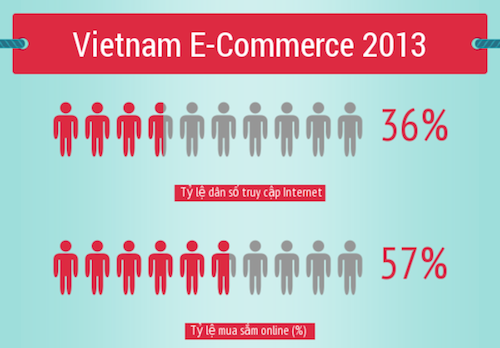 Vietnam E-Commerce 2013
36%
Tỷ lệ dân số truy cập Internet
57%
Tỷ lệ mua sắm online (%)